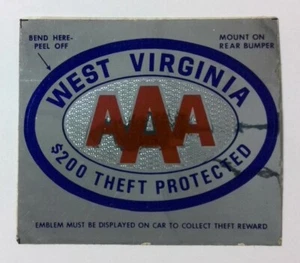 BEND HERE-
PEEL OFF
MOUNT ON
REAR BUMPER
WEST VIRGINIA
AAA
$200 THEFT PROTECTED
EMBLEM MUST BE DISPLAYED ON CAR TO COLLECT THEFT REWARD